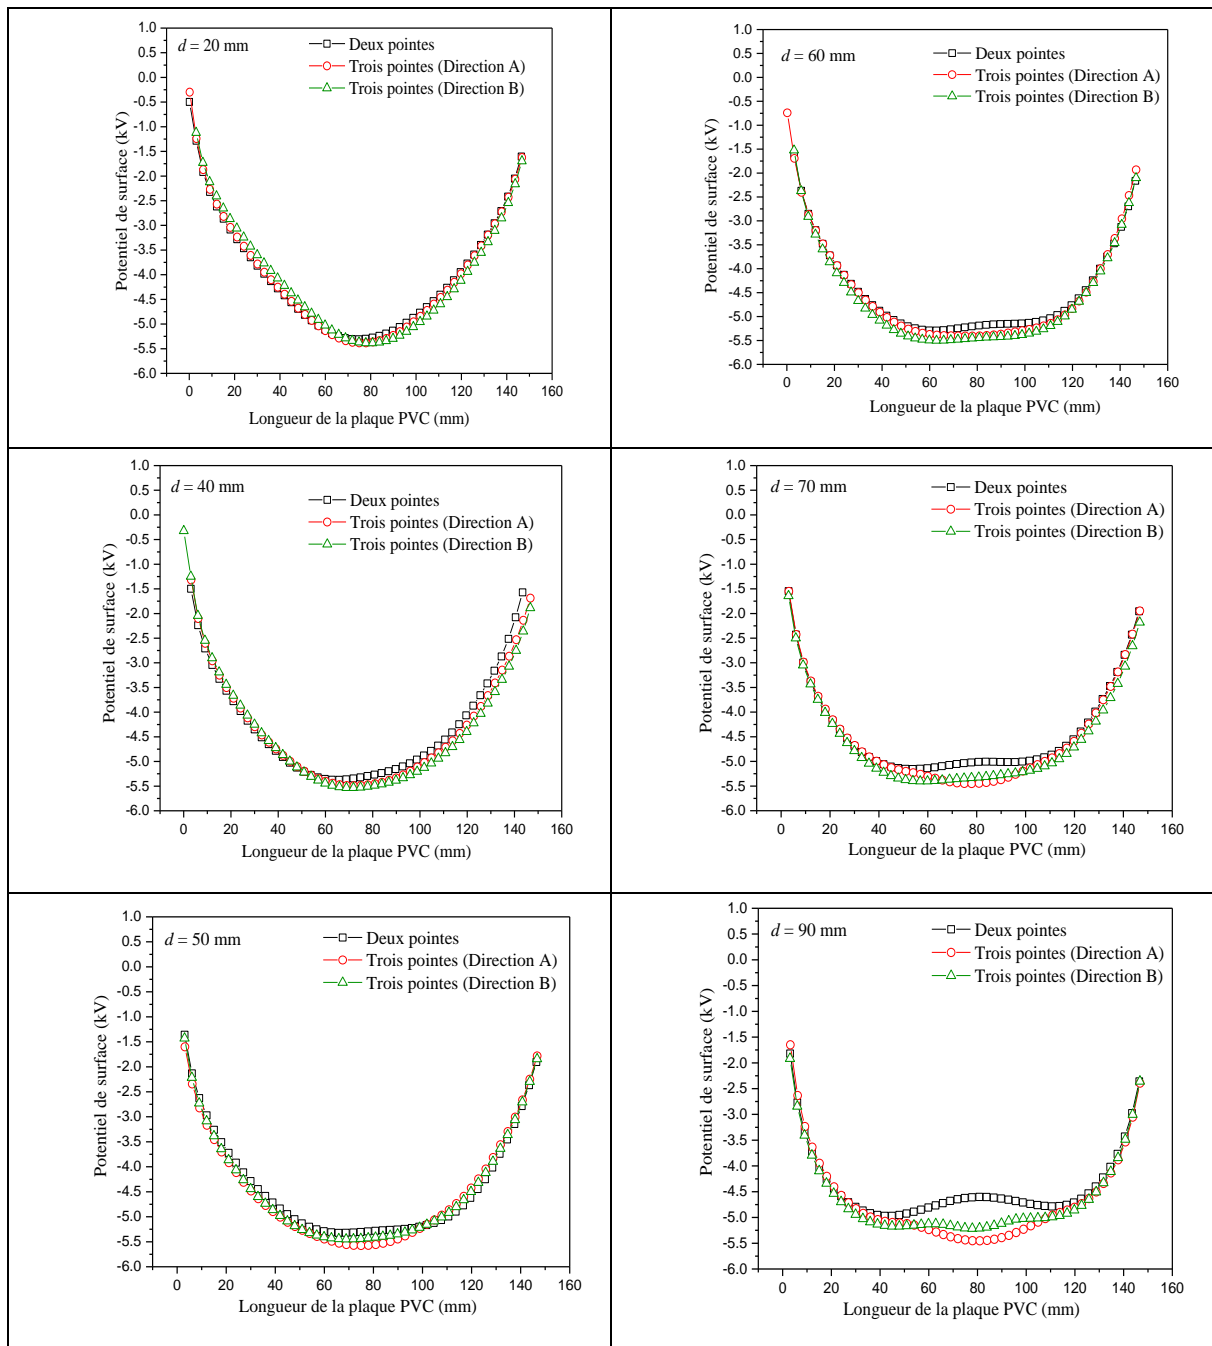 d = 20 mm
Deux pointes
Trois pointes (Direction A)
Trois pointes (Direction B)
Potentiel de surface (kV)
1.0
0.5
0.0
-0.5
-1.0
-1.5
-2.0
-2.5
-3.0
-3.5
-4.0
-4.5
-5.0
-5.5
-6.0
0 20 40 60 80 100 120 140 160
Longueur de la plaque PVC (mm)
d = 60 mm
Deux pointes
Trois pointes (Direction A)
Trois pointes (Direction B)
Potentiel de surface (kV)
1.0
0.5
0.0
-0.5
-1.0
-1.5
-2.0
-2.5
-3.0
-3.5
-4.0
-4.5
-5.0
-5.5
-6.0
0 20 40 60 80 100 120 140 160
Longueur de la plaque PVC (mm)
d = 40 mm
Deux pointes
Trois pointes (Direction A)
Trois pointes (Direction B)
Potentiel de surface (kV)
1.0
0.5
0.0
-0.5
-1.0
-1.5
-2.0
-2.5
-3.0
-3.5
-4.0
-4.5
-5.0
-5.5
-6.0
0 20 40 60 80 100 120 140 160
Longueur de la plaque PVC (mm)
d = 70 mm
Deux pointes
Trois pointes (Direction A)
Trois pointes (Direction B)
Potentiel de surface (kV)
1.0
0.5
0.0
-0.5
-1.0
-1.5
-2.0
-2.5
-3.0
-3.5
-4.0
-4.5
-5.0
-5.5
-6.0
0 20 40 60 80 100 120 140 160
Longueur de la plaque PVC (mm)
d = 50 mm
Deux pointes
Trois pointes (Direction A)
Trois pointes (Direction B)
Potentiel de surface (kV)
1.0
0.5
0.0
-0.5
-1.0
-1.5
-2.0
-2.5
-3.0
-3.5
-4.0
-4.5
-5.0
-5.5
-6.0
0 20 40 60 80 100 120 140 160
Longueur de la plaque PVC (mm)
d = 90 mm
Deux pointes
Trois pointes (Direction A)
Trois pointes (Direction B)
Potentiel de surface (kV)
1.0
0.5
0.0
-0.5
-1.0
-1.5
-2.0
-2.5
-3.0
-3.5
-4.0
-4.5
-5.0
-5.5
-6.0
0 20 40 60 80 100 120 140 160
Longueur de la plaque PVC (mm)